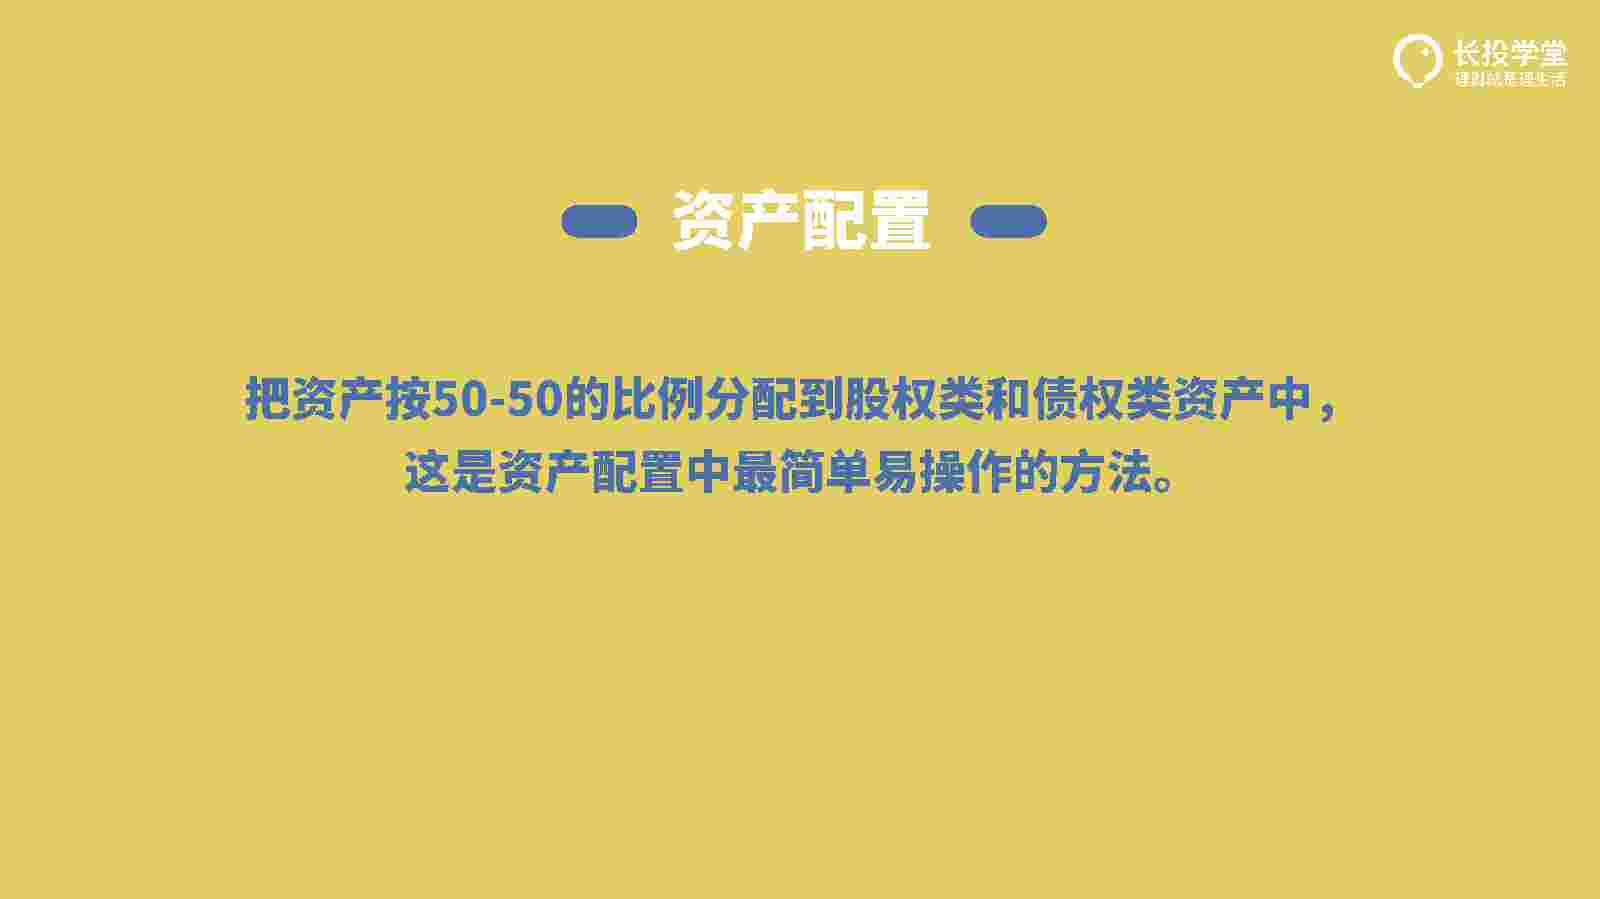 长投学堂
理财就是理生活
资产配置
把资产按50-50的比例分配到股权类和债权类资产中，
这是资产配置中最简单易操作的方法。